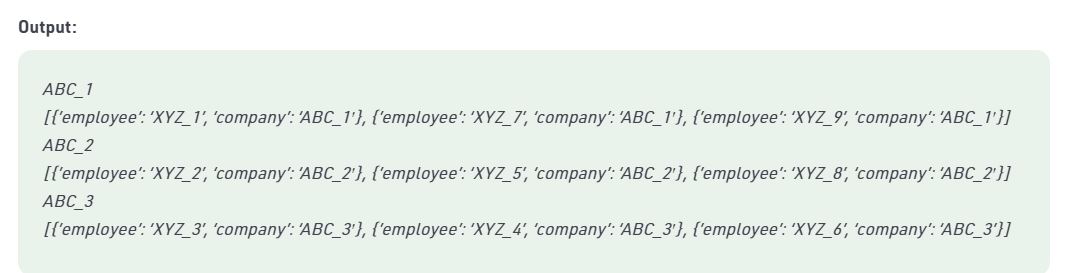 Output:
ABC_1
[{‘employee’: ‘XYZ_1’, ‘company’: ‘ABC_1′}, {‘employee’: ‘XYZ_7’, ‘company’: ‘ABC_1′}, {‘employee’: ‘XYZ_9’, ‘company’: ‘ABC_1′}]
ABC_2
[{‘employee’: ‘XYZ_2’, ‘company’: ‘ABC_2′}, {‘employee’: ‘XYZ_5’, ‘company’: ‘ABC_2′}, {‘employee’: ‘XYZ_8’, ‘company’: ‘ABC_2′}]
ABC_3
[{‘employee’: ‘XYZ_3’, ‘company’: ‘ABC_3′}, {‘employee’: ‘XYZ_4’, ‘company’: ‘ABC_3′}, {‘employee’: ‘XYZ_6’, ‘company’: ‘ABC_3’}]